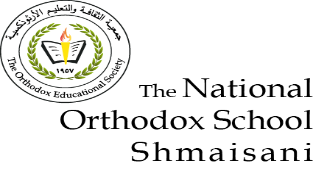 جمعية الثقافة والتعليم الأرثوذكسية
١٩٥٧
The Orthodox Educational Society
The National
Orthodox School
Shmaisani